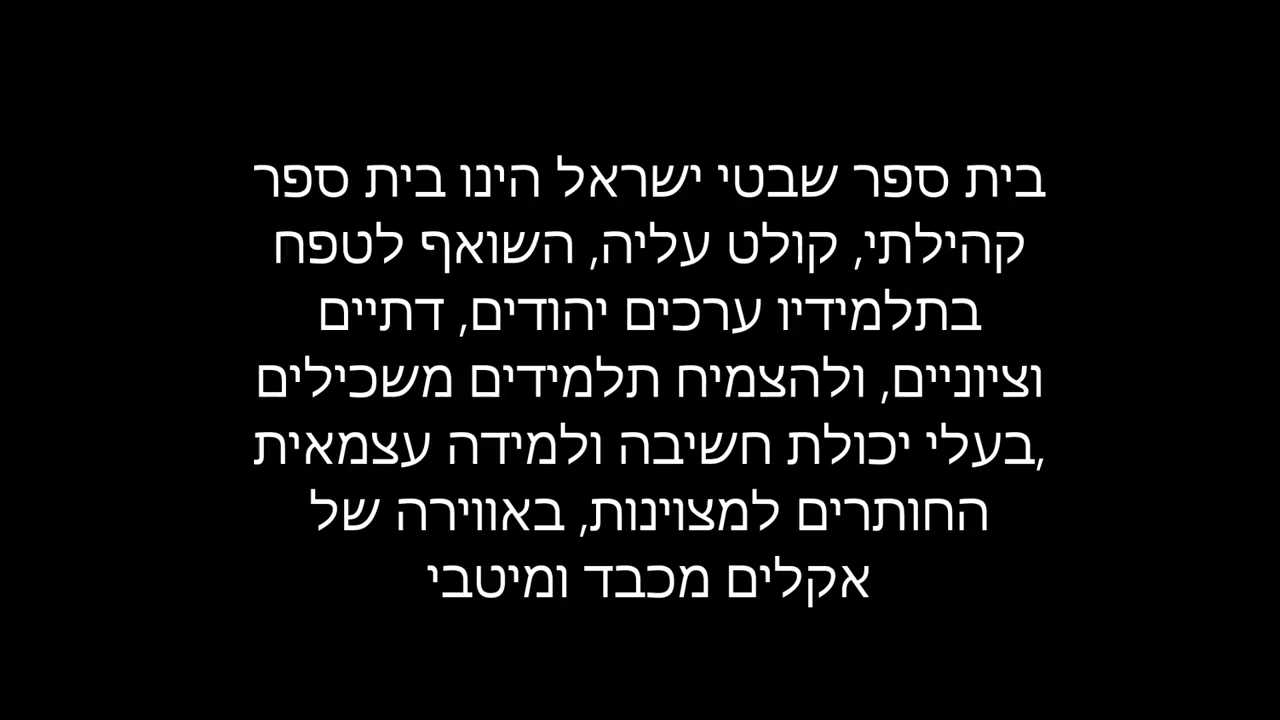 בית ספר שבטי ישראל הינו בית ספר
קהילתי, קולט עליה, השואף לטפח
בתלמידיו ערכים יהודים, דתיים
וציוניים, ולהצמיח תלמידים משכילים
,בעלי יכולת חשיבה ולמידה עצמאית
החותרים למצוינות, באווירה של
אקלים מכבד ומיטבי